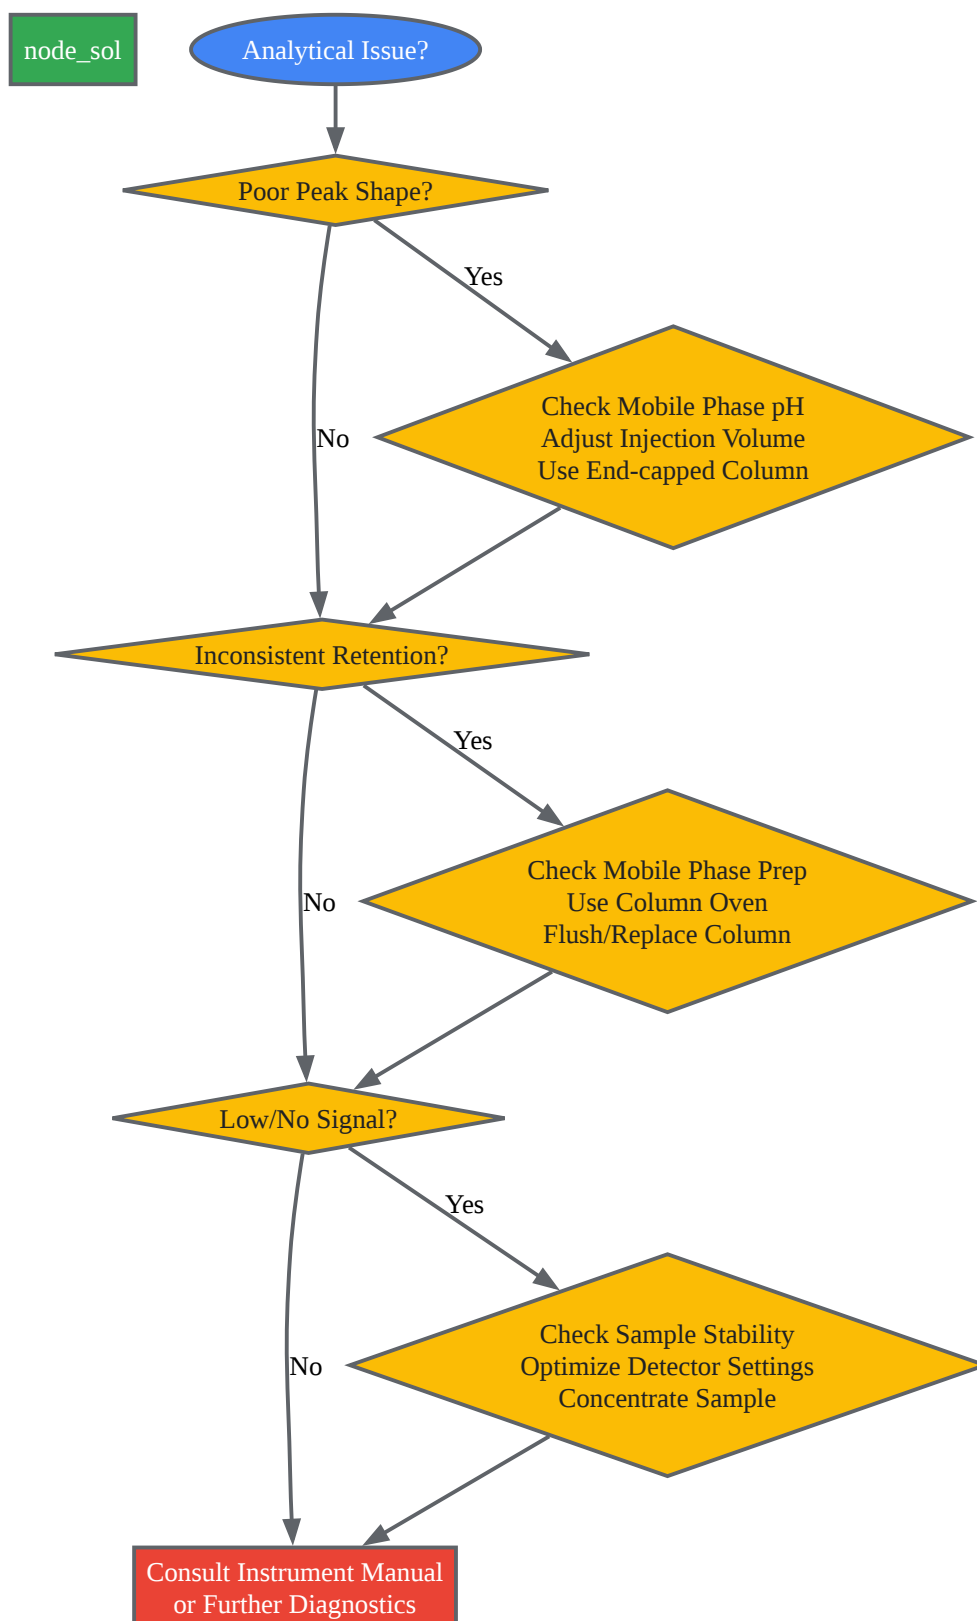 node_sol
Analytical Issue?
Poor Peak Shape?
Yes
Check Mobile Phase pH
Adjust Injection Volume
Use End-capped Column
No
Inconsistent Retention?
Yes
Check Mobile Phase Prep
Use Column Oven
Flush/Replace Column
No
Low/No Signal?
Yes
Check Sample Stability
Optimize Detector Settings
Concentrate Sample
No
Consult Instrument Manual
or Further Diagnostics